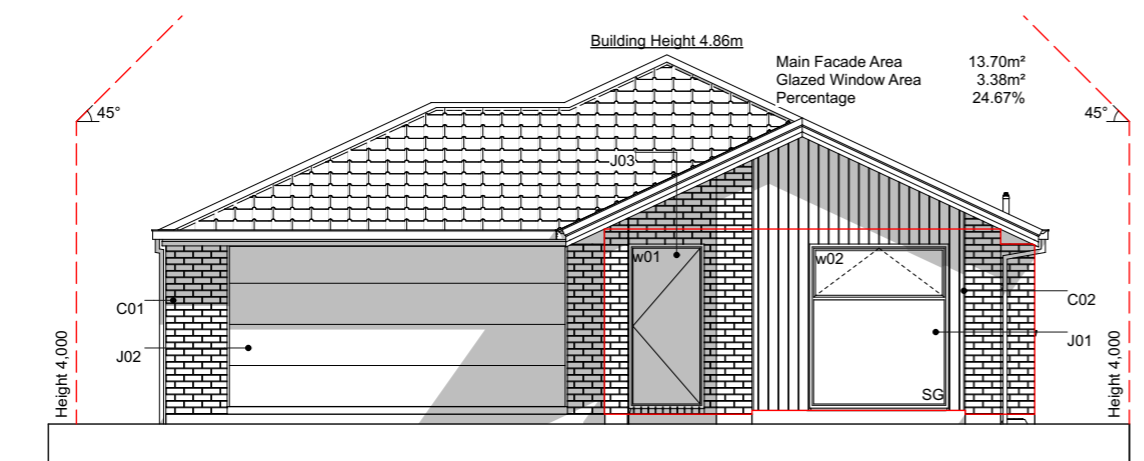 Building Height 4.86m
Main Facade Area 13.70m²
Glazed Window Area 3.38m²
Percentage 24.67%
45°
45°
J03
w01
w02
C01
C02
J02
J01
SG
Height 4,000
Height 4,000